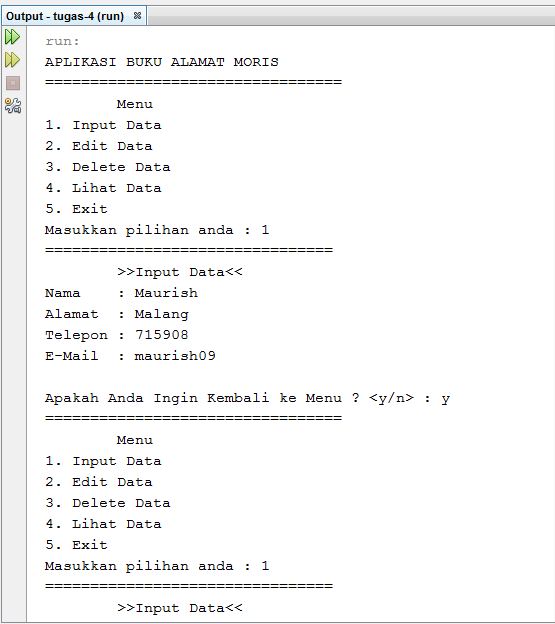 Output - tugas-4 (run)
run:
APLIKASI BUKU ALAMAT MORIS
=================================
Menu
1. Input Data
2. Edit Data
3. Delete Data
4. Lihat Data
5. Exit
Masukkan pilihan anda : 1
================================
>>Input Data<<
Nama    : Maurish
Alamat  : Malang
Telepon : 715908
E-Mail  : maurish09
Apakah Anda Ingin Kembali ke Menu ? <y/n> : y
=================================
Menu
1. Input Data
2. Edit Data
3. Delete Data
4. Lihat Data
5. Exit
Masukkan pilihan anda : 1
================================
>>Input Data<<